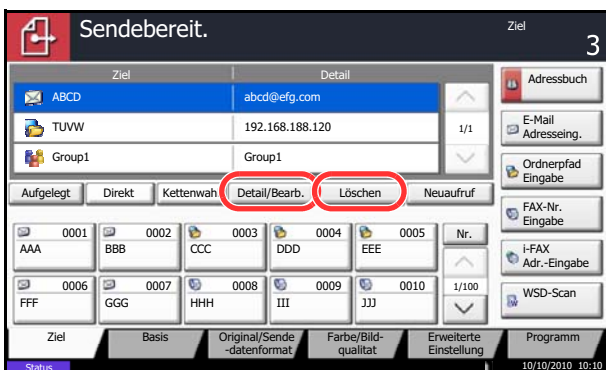 Sendebereit.
Ziel
3
Ziel Detail
ABCD abcd@efg.com
TUVW 192.168.188.120
1/1
Group1 Group1
Aufgelegt Direkt Kettenwah Detail/Bearb. Löschen Neuaufruf
0001 0002 0003 0004 0005 Nr.
AAA BBB CCC DDD EEE
0006 0007 0008 0009 0010 1/100
FFF GGG HHH III JJJ
Adressbuch
E-Mail
Adresseing.
Ordnerpfad
Eingabe
FAX-Nr.
Eingabe
i-FAX
Adr.-Eingabe
WSD-Scan
Ziel
Basis
Original/Sende
-datenformat
Farbe/Bild-
qualitat
Erweiterte
Einstellung
Programm
Status
10/10/2010 10:10